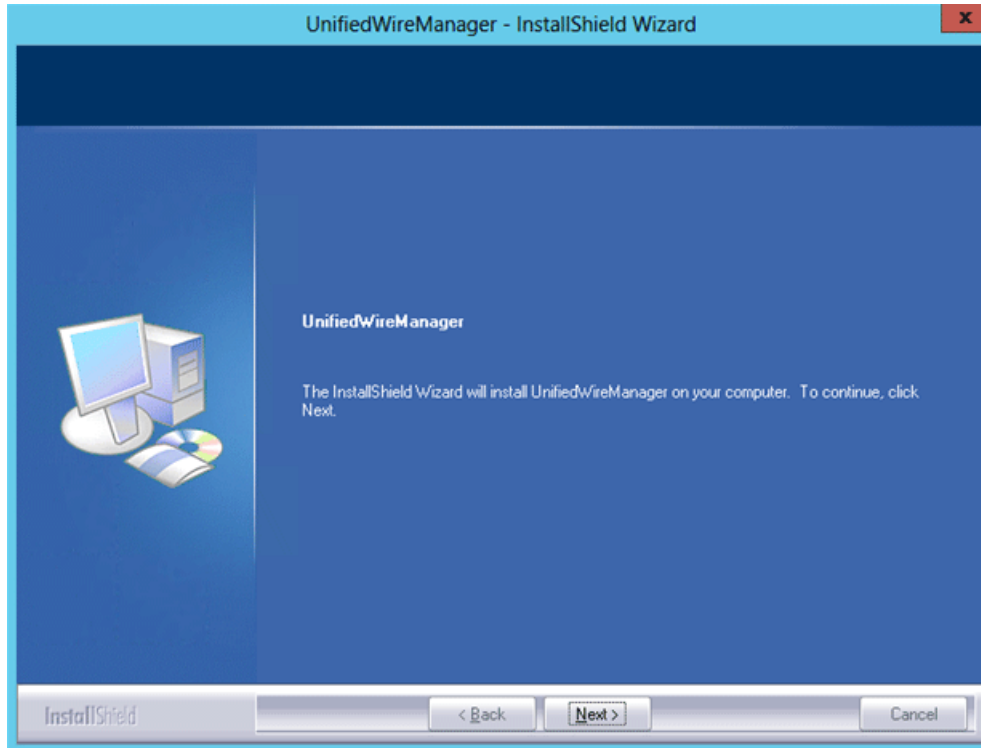 UnifiedWireManager - InstallShield Wizard
x
UnifiedWireManager
The InstallShield Wizard will install UnifiedWireManager on your computer.  To continue, click
Next.
InstallShield
< Back
Next >
Cancel